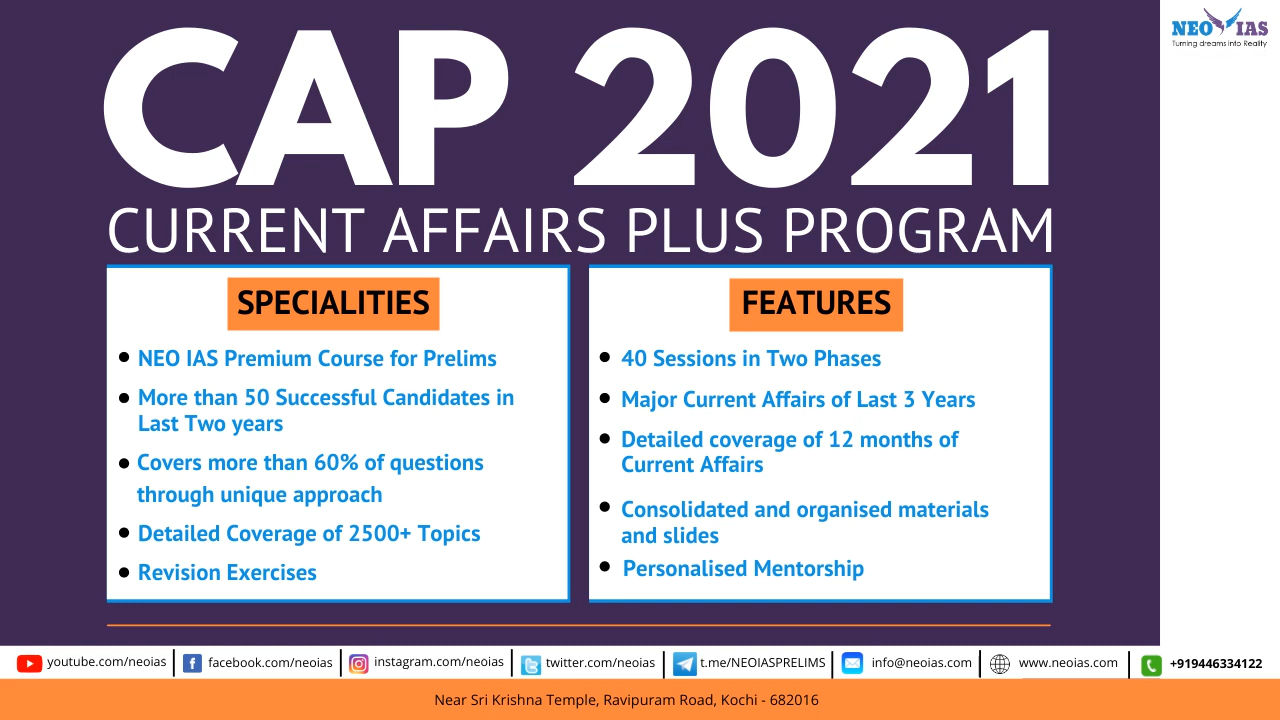 CAP 2021
NEO IAS
Turning dreams into Reality
CURRENT AFFAIRS PLUS PROGRAM
SPECIALITIES
• NEO IAS Premium Course for Prelims
• More than 50 Successful Candidates in
Last Two years
• Covers more than 60% of questions
through unique approach
• Detailed Coverage of 2500+ Topics
• Revision Exercises
FEATURES
• 40 Sessions in Two Phases
• Major Current Affairs of Last 3 Years
• Detailed coverage of 12 months of
Current Affairs
• Consolidated and organised materials
and slides
• Personalised Mentorship
youtube.com/neoias | facebook.com/neoias | instagram.com/neoias | twitter.com/neoias | t.me/NEOIASPRELIMS | info@neoias.com | www.neoias.com | +919446334122
Near Sri Krishna Temple, Ravipuram Road, Kochi - 682016